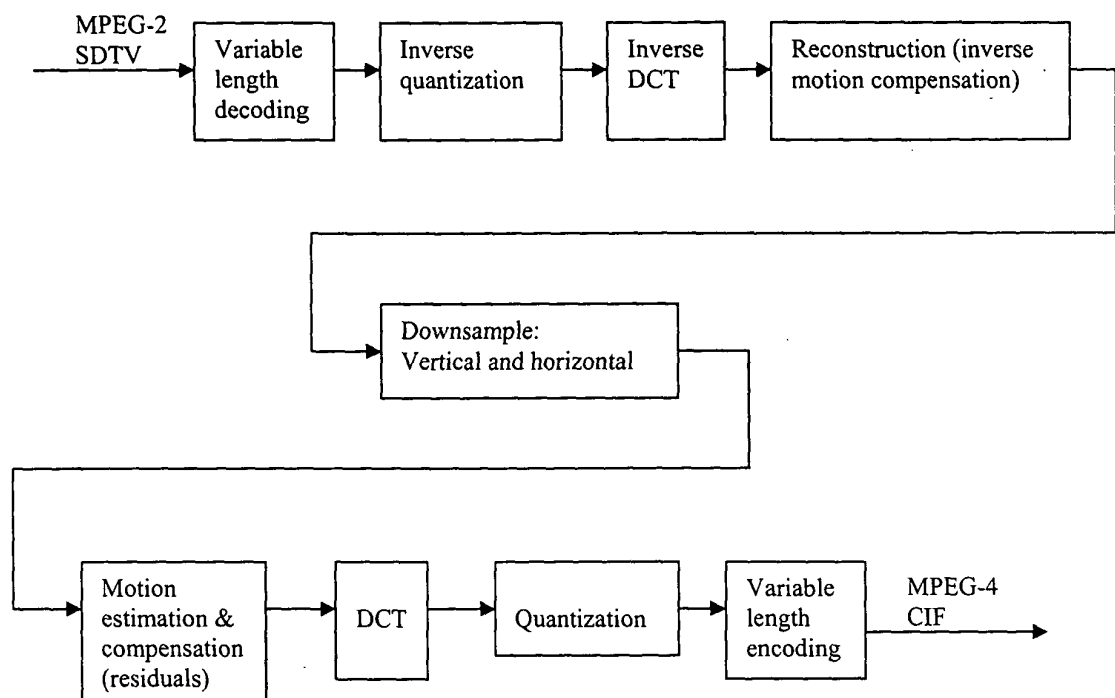 MPEG-2
SDTV
Variable
length
decoding
Inverse
quantization
Inverse
DCT
Reconstruction (inverse
motion compensation)
Downsample:
Vertical and horizontal
Motion
estimation &
compensation
(residuals)
DCT
Quantization
Variable
length
encoding
MPEG-4
CIF